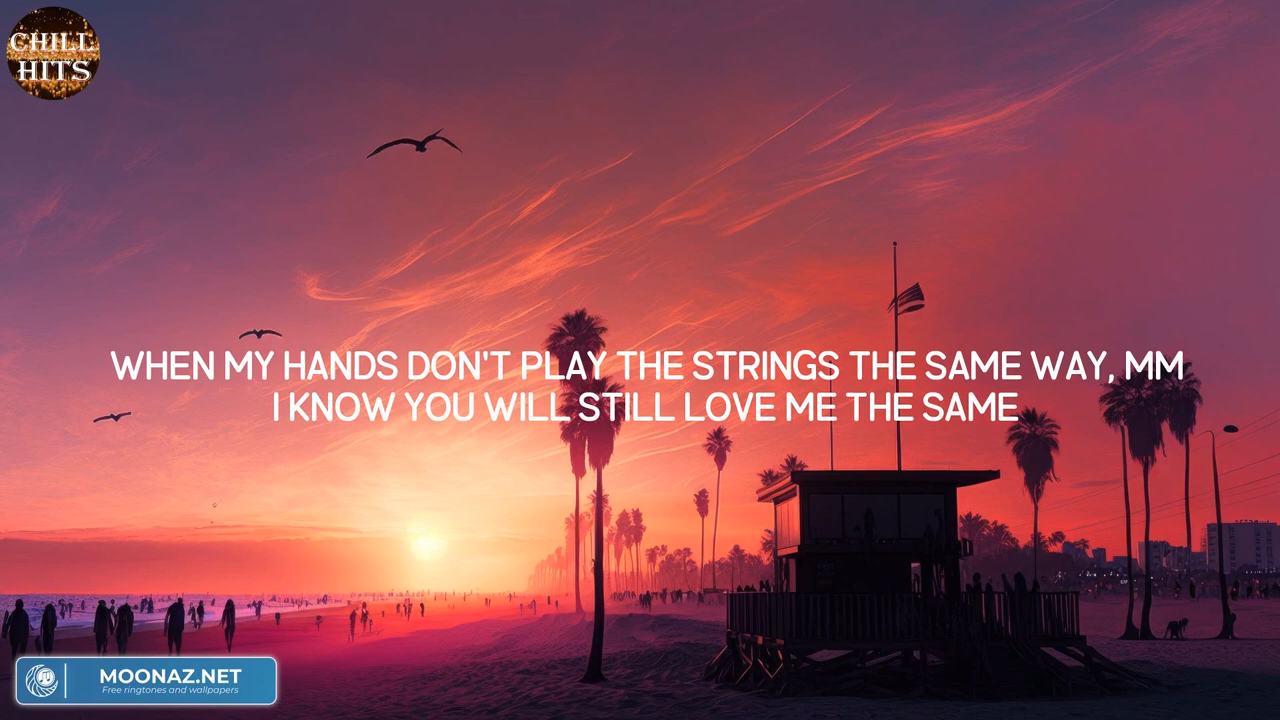 CHILL
HITS
WHEN MY HANDS DON'T PLAY THE STRINGS THE SAME WAY, MM
I KNOW YOU WILL STILL LOVE ME THE SAME
MOONAZ.NET
Free ringtones and wallpapers